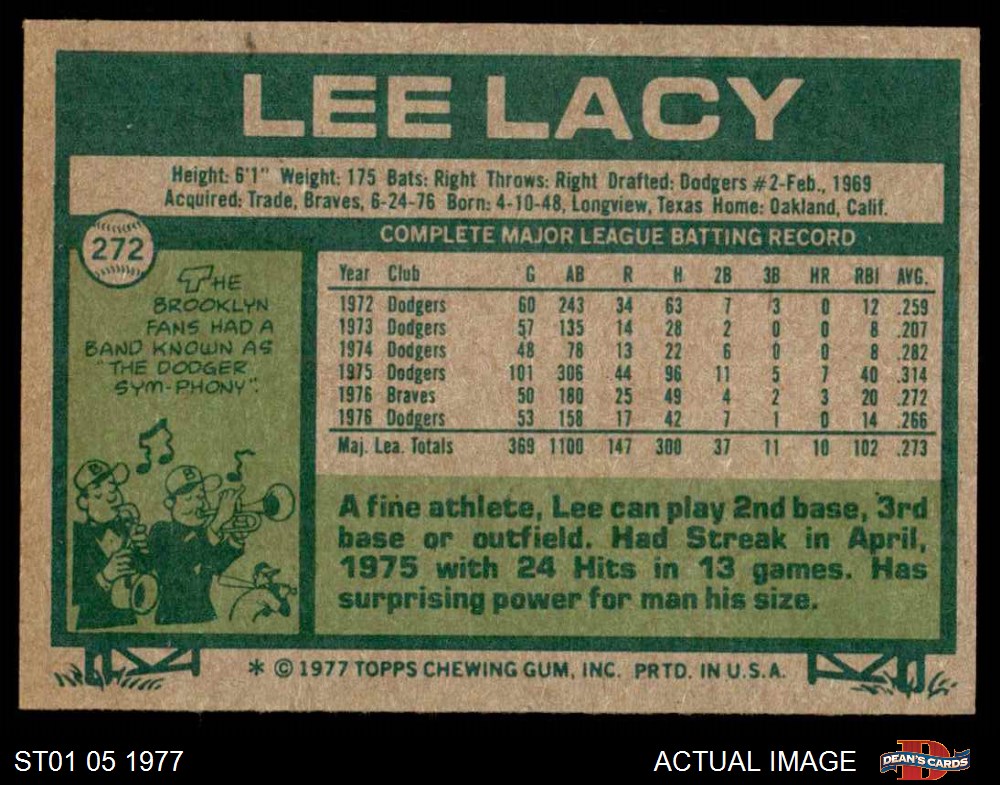 LEE LACY
Height: 6'1" Weight: 175 Bats: Right Throws: Right Drafted: Dodgers #2-Feb., 1969
Acquired: Trade, Braves, 6-24-76 Born: 4-10-48, Longview, Texas Home: Oakland, Calif.
272
COMPLETE MAJOR LEAGUE BATTING RECORD
THE
BROOKLYN
FANS HAD A
BAND KNOWN AS
"THE DODGER
SYM-PHONY".
B
B
Year Club G AB R H 2B 3B HR RBI AVG.
1972 Dodgers 60 243 34 63 7 3 0 12 .259
1973 Dodgers 57 135 14 28 2 0 0 8 .207
1974 Dodgers 48 78 13 22 6 0 0 8 .282
1975 Dodgers 101 306 44 96 11 5 7 40 .314
1976 Braves 50 180 25 49 4 2 3 20 .272
1976 Dodgers 53 158 17 42 7 1 0 14 .266
Maj. Lea. Totals 369 1100 147 300 37 11 10 102 .273
A fine athlete, Lee can play 2nd base, 3rd
base or outfield. Had Streak in April,
1975 with 24 Hits in 13 games. Has
surprising power for man his size.
* © 1977 TOPPS CHEWING GUM, INC. PRTD. IN U.S.A.
ST01 05 1977
ACTUAL IMAGE
D
DEAN'S CARDS